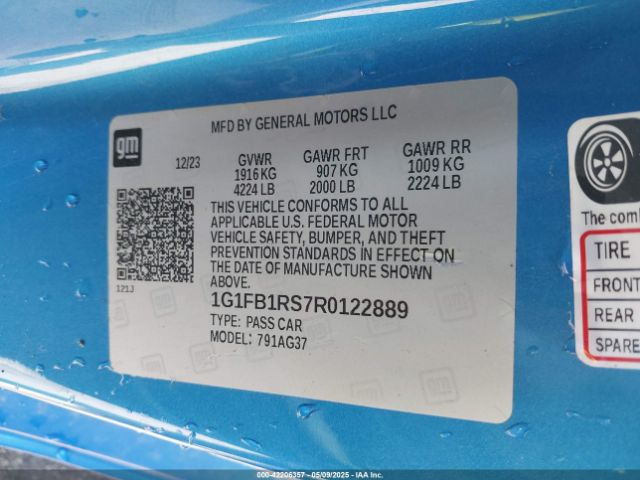 MFD BY GENERAL MOTORS LLC
gm
12/23
GVWR GAWR FRT GAWR RR
1916 KG 907 KG 1009 KG
4224 LB 2000 LB 2224 LB
THIS VEHICLE CONFORMS TO ALL
APPLICABLE U.S. FEDERAL MOTOR
VEHICLE SAFETY, BUMPER, AND THEFT
PREVENTION STANDARDS IN EFFECT ON
THE DATE OF MANUFACTURE SHOWN
ABOVE.
121J
1G1FB1RS7R0122889
TYPE: PASS CAR
MODEL: 791AG37
The comb
TIRE
FRONT
REAR
SPARE
000-42206357 - 05/09/2025 - IAAI.COM